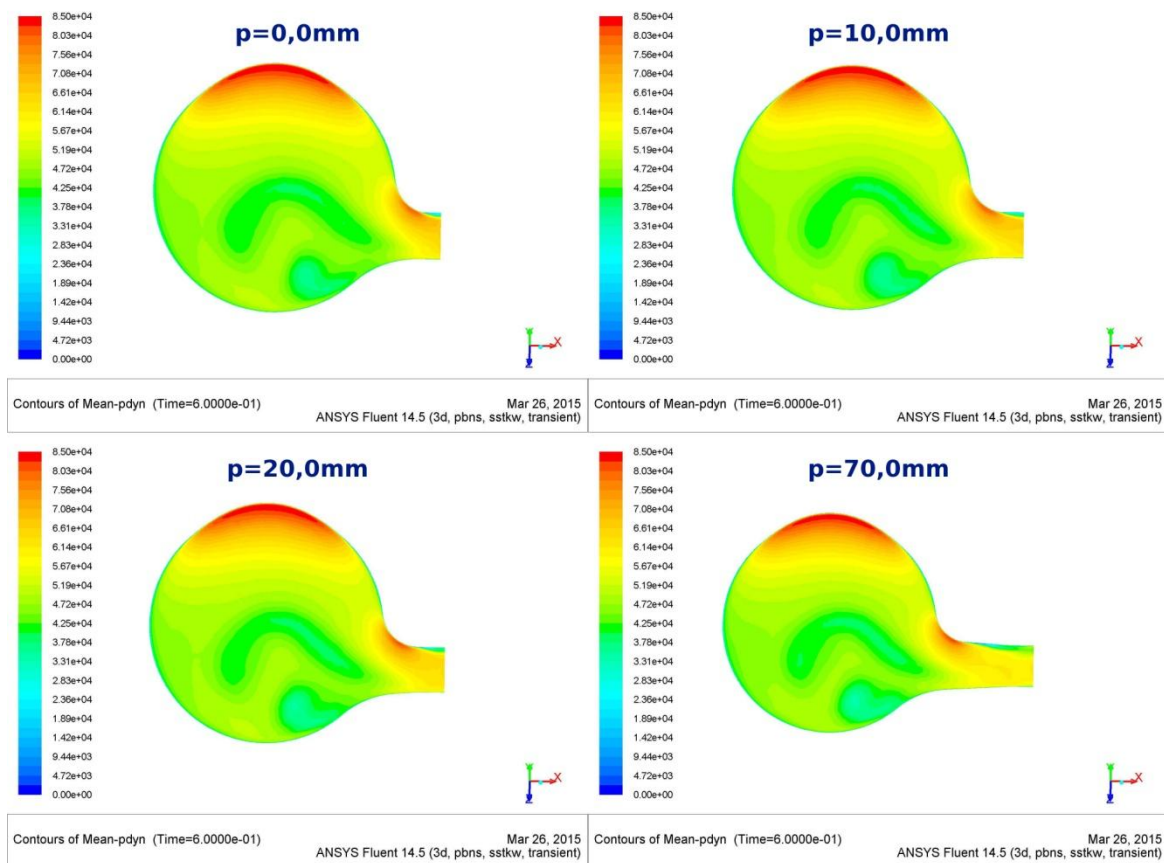 p=0,0mm
8.50e+04
8.03e+04
7.56e+04
7.08e+04
6.61e+04
6.14e+04
5.67e+04
5.19e+04
4.72e+04
4.25e+04
3.78e+04
3.31e+04
2.83e+04
2.36e+04
1.89e+04
1.42e+04
9.44e+03
4.72e+03
0.00e+00
Y
X
Z
Contours of Mean-pdyn (Time=6.0000e-01)
Mar 26, 2015
ANSYS Fluent 14.5 (3d, pbns, sstkw, transient)
p=10,0mm
8.50e+04
8.03e+04
7.56e+04
7.08e+04
6.61e+04
6.14e+04
5.67e+04
5.19e+04
4.72e+04
4.25e+04
3.78e+04
3.31e+04
2.83e+04
2.36e+04
1.89e+04
1.42e+04
9.44e+03
4.72e+03
0.00e+00
Y
X
Z
Contours of Mean-pdyn (Time=6.0000e-01)
Mar 26, 2015
ANSYS Fluent 14.5 (3d, pbns, sstkw, transient)
p=20,0mm
8.50e+04
8.03e+04
7.56e+04
7.08e+04
6.61e+04
6.14e+04
5.67e+04
5.19e+04
4.72e+04
4.25e+04
3.78e+04
3.31e+04
2.83e+04
2.36e+04
1.89e+04
1.42e+04
9.44e+03
4.72e+03
0.00e+00
Y
X
Z
Contours of Mean-pdyn (Time=6.0000e-01)
Mar 26, 2015
ANSYS Fluent 14.5 (3d, pbns, sstkw, transient)
p=70,0mm
8.50e+04
8.03e+04
7.56e+04
7.08e+04
6.61e+04
6.14e+04
5.67e+04
5.19e+04
4.72e+04
4.25e+04
3.78e+04
3.31e+04
2.83e+04
2.36e+04
1.89e+04
1.42e+04
9.44e+03
4.72e+03
0.00e+00
Y
X
Z
Contours of Mean-pdyn (Time=6.0000e-01)
Mar 26, 2015
ANSYS Fluent 14.5 (3d, pbns, sstkw, transient)